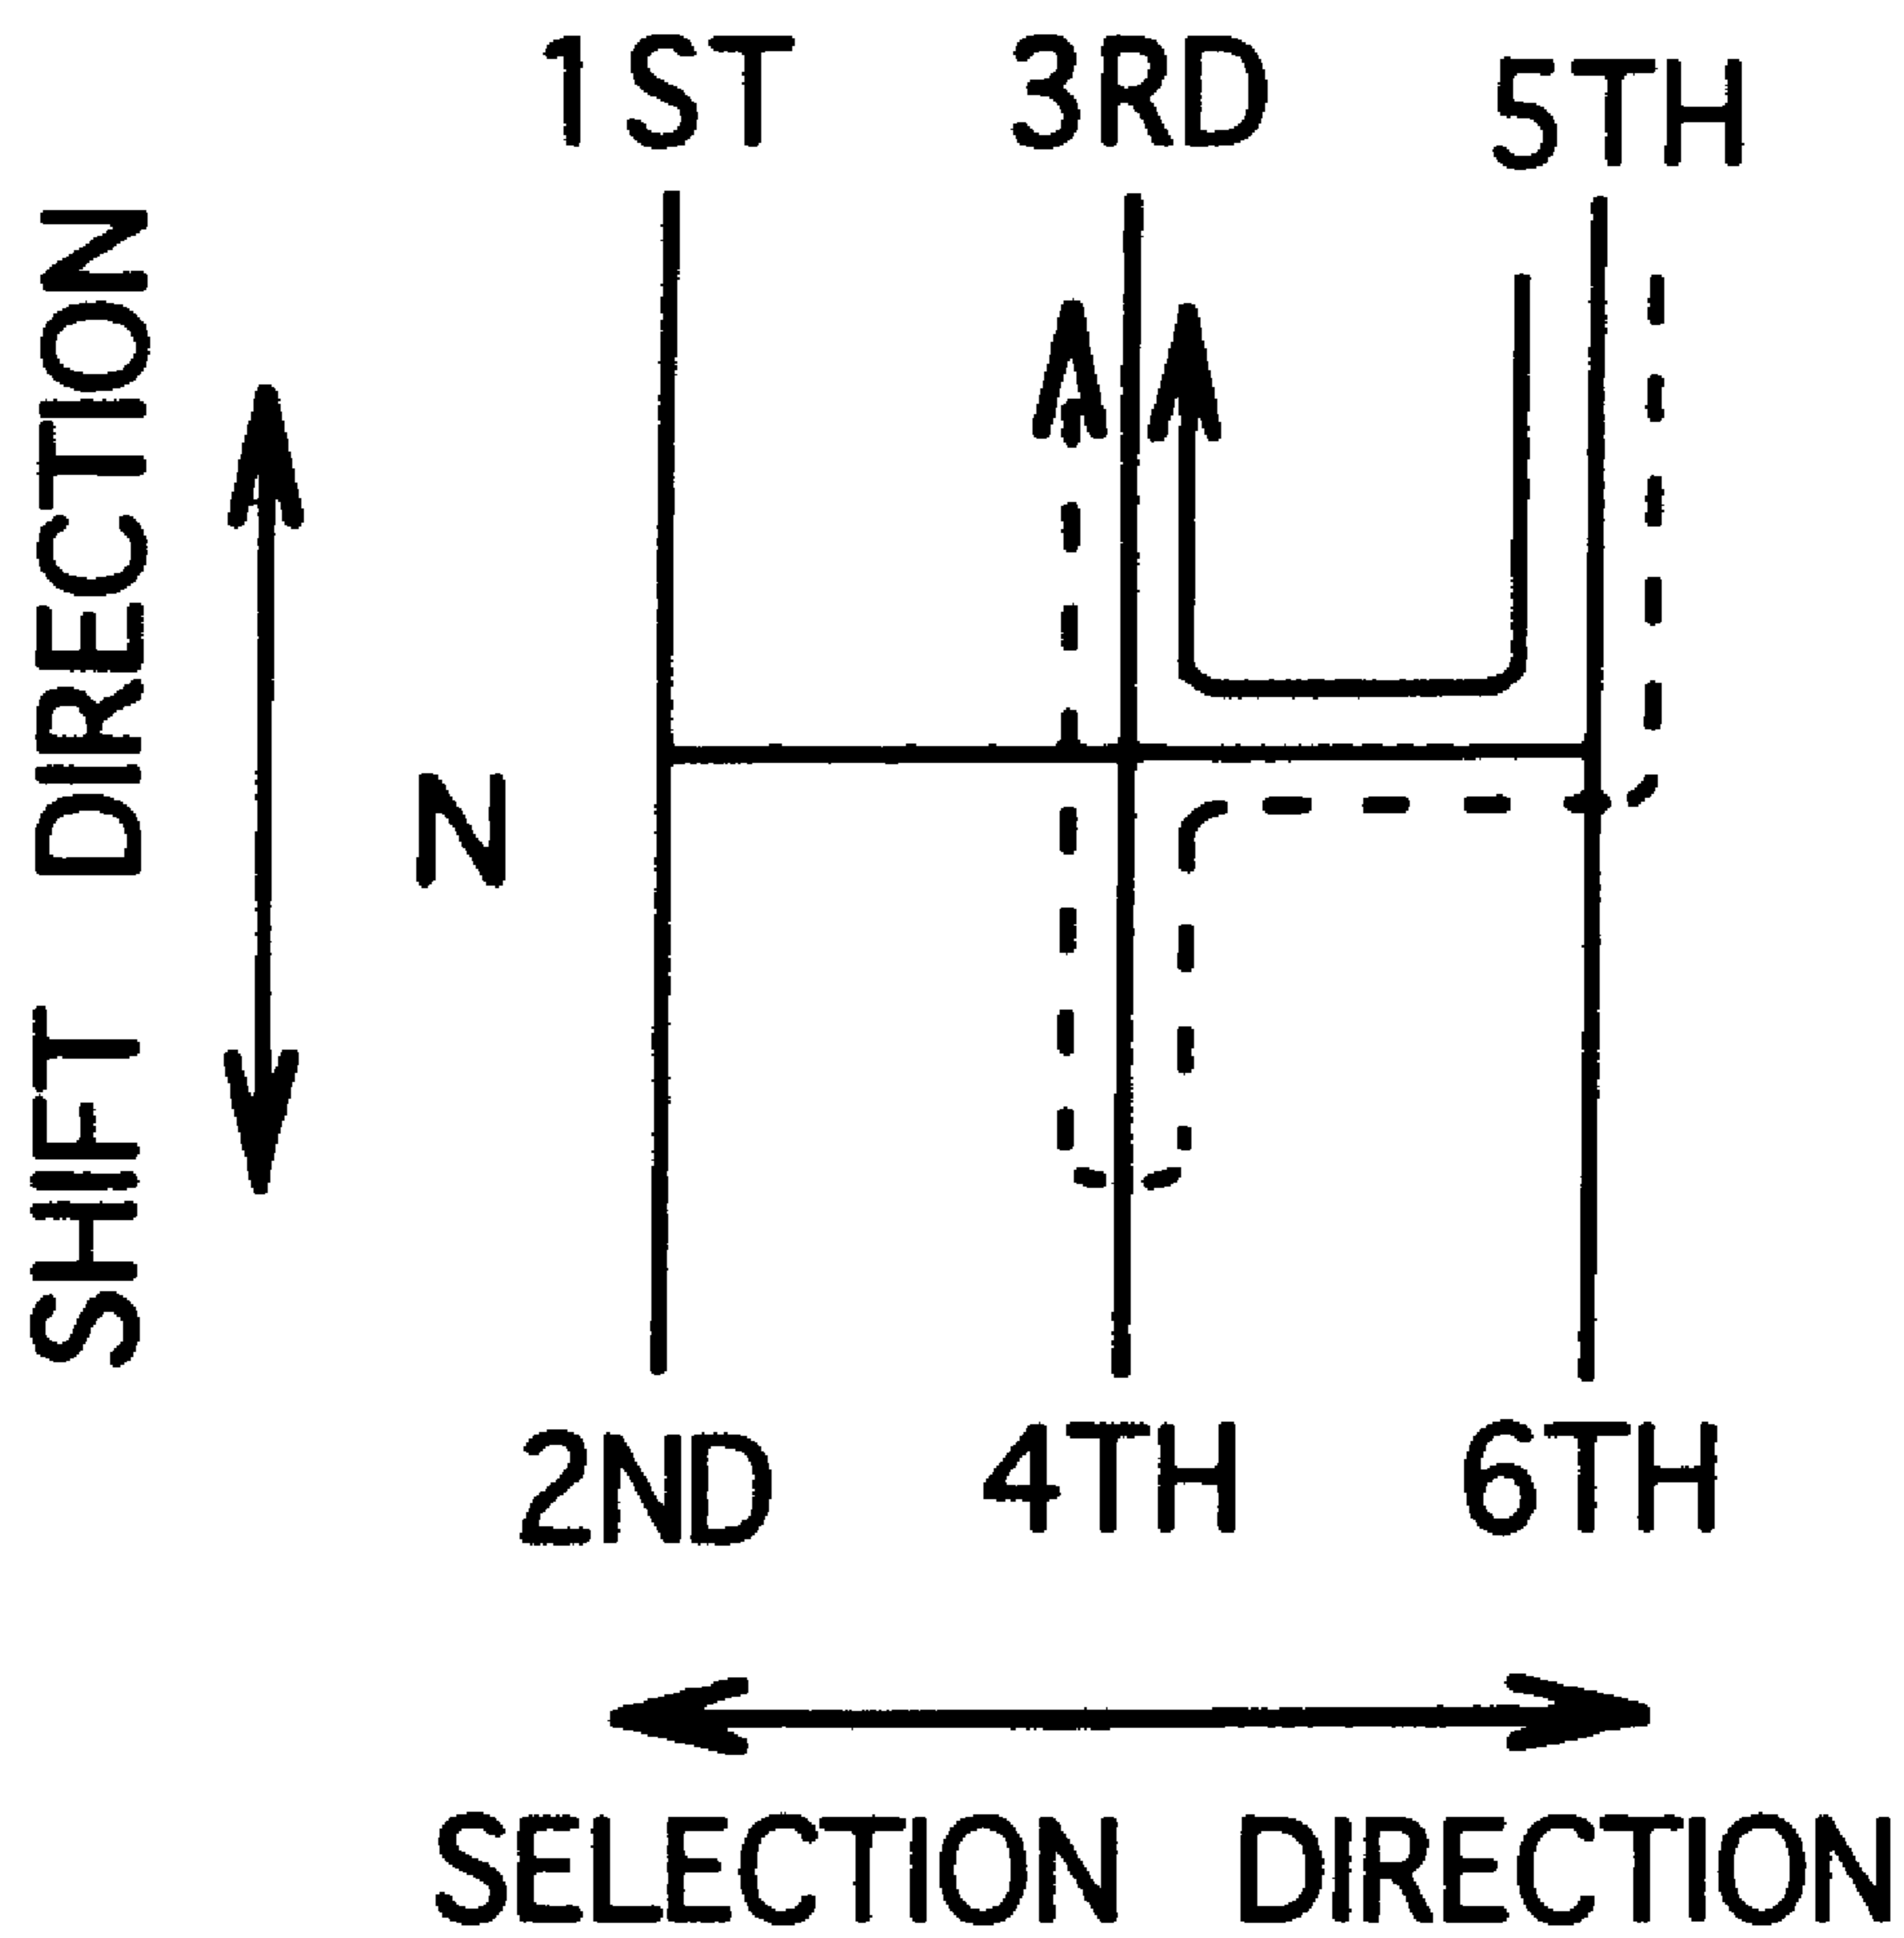 1ST 3RD 5TH
SHIFT DIRECTION
N
2ND 4TH 6TH
SELECTION DIRECTION